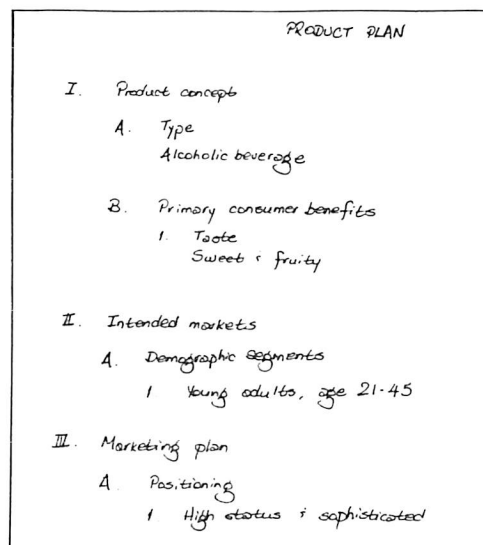 PRODUCT PLAN
I. Product concept
A. Type
Alcoholic beverage
B. Primary consumer benefits
1. Taste
Sweet & fruity
II. Intended markets
A. Demographic segments
1 Young adults, age 21-45
III. Marketing plan
A. Positioning
1 High status & sophisticated